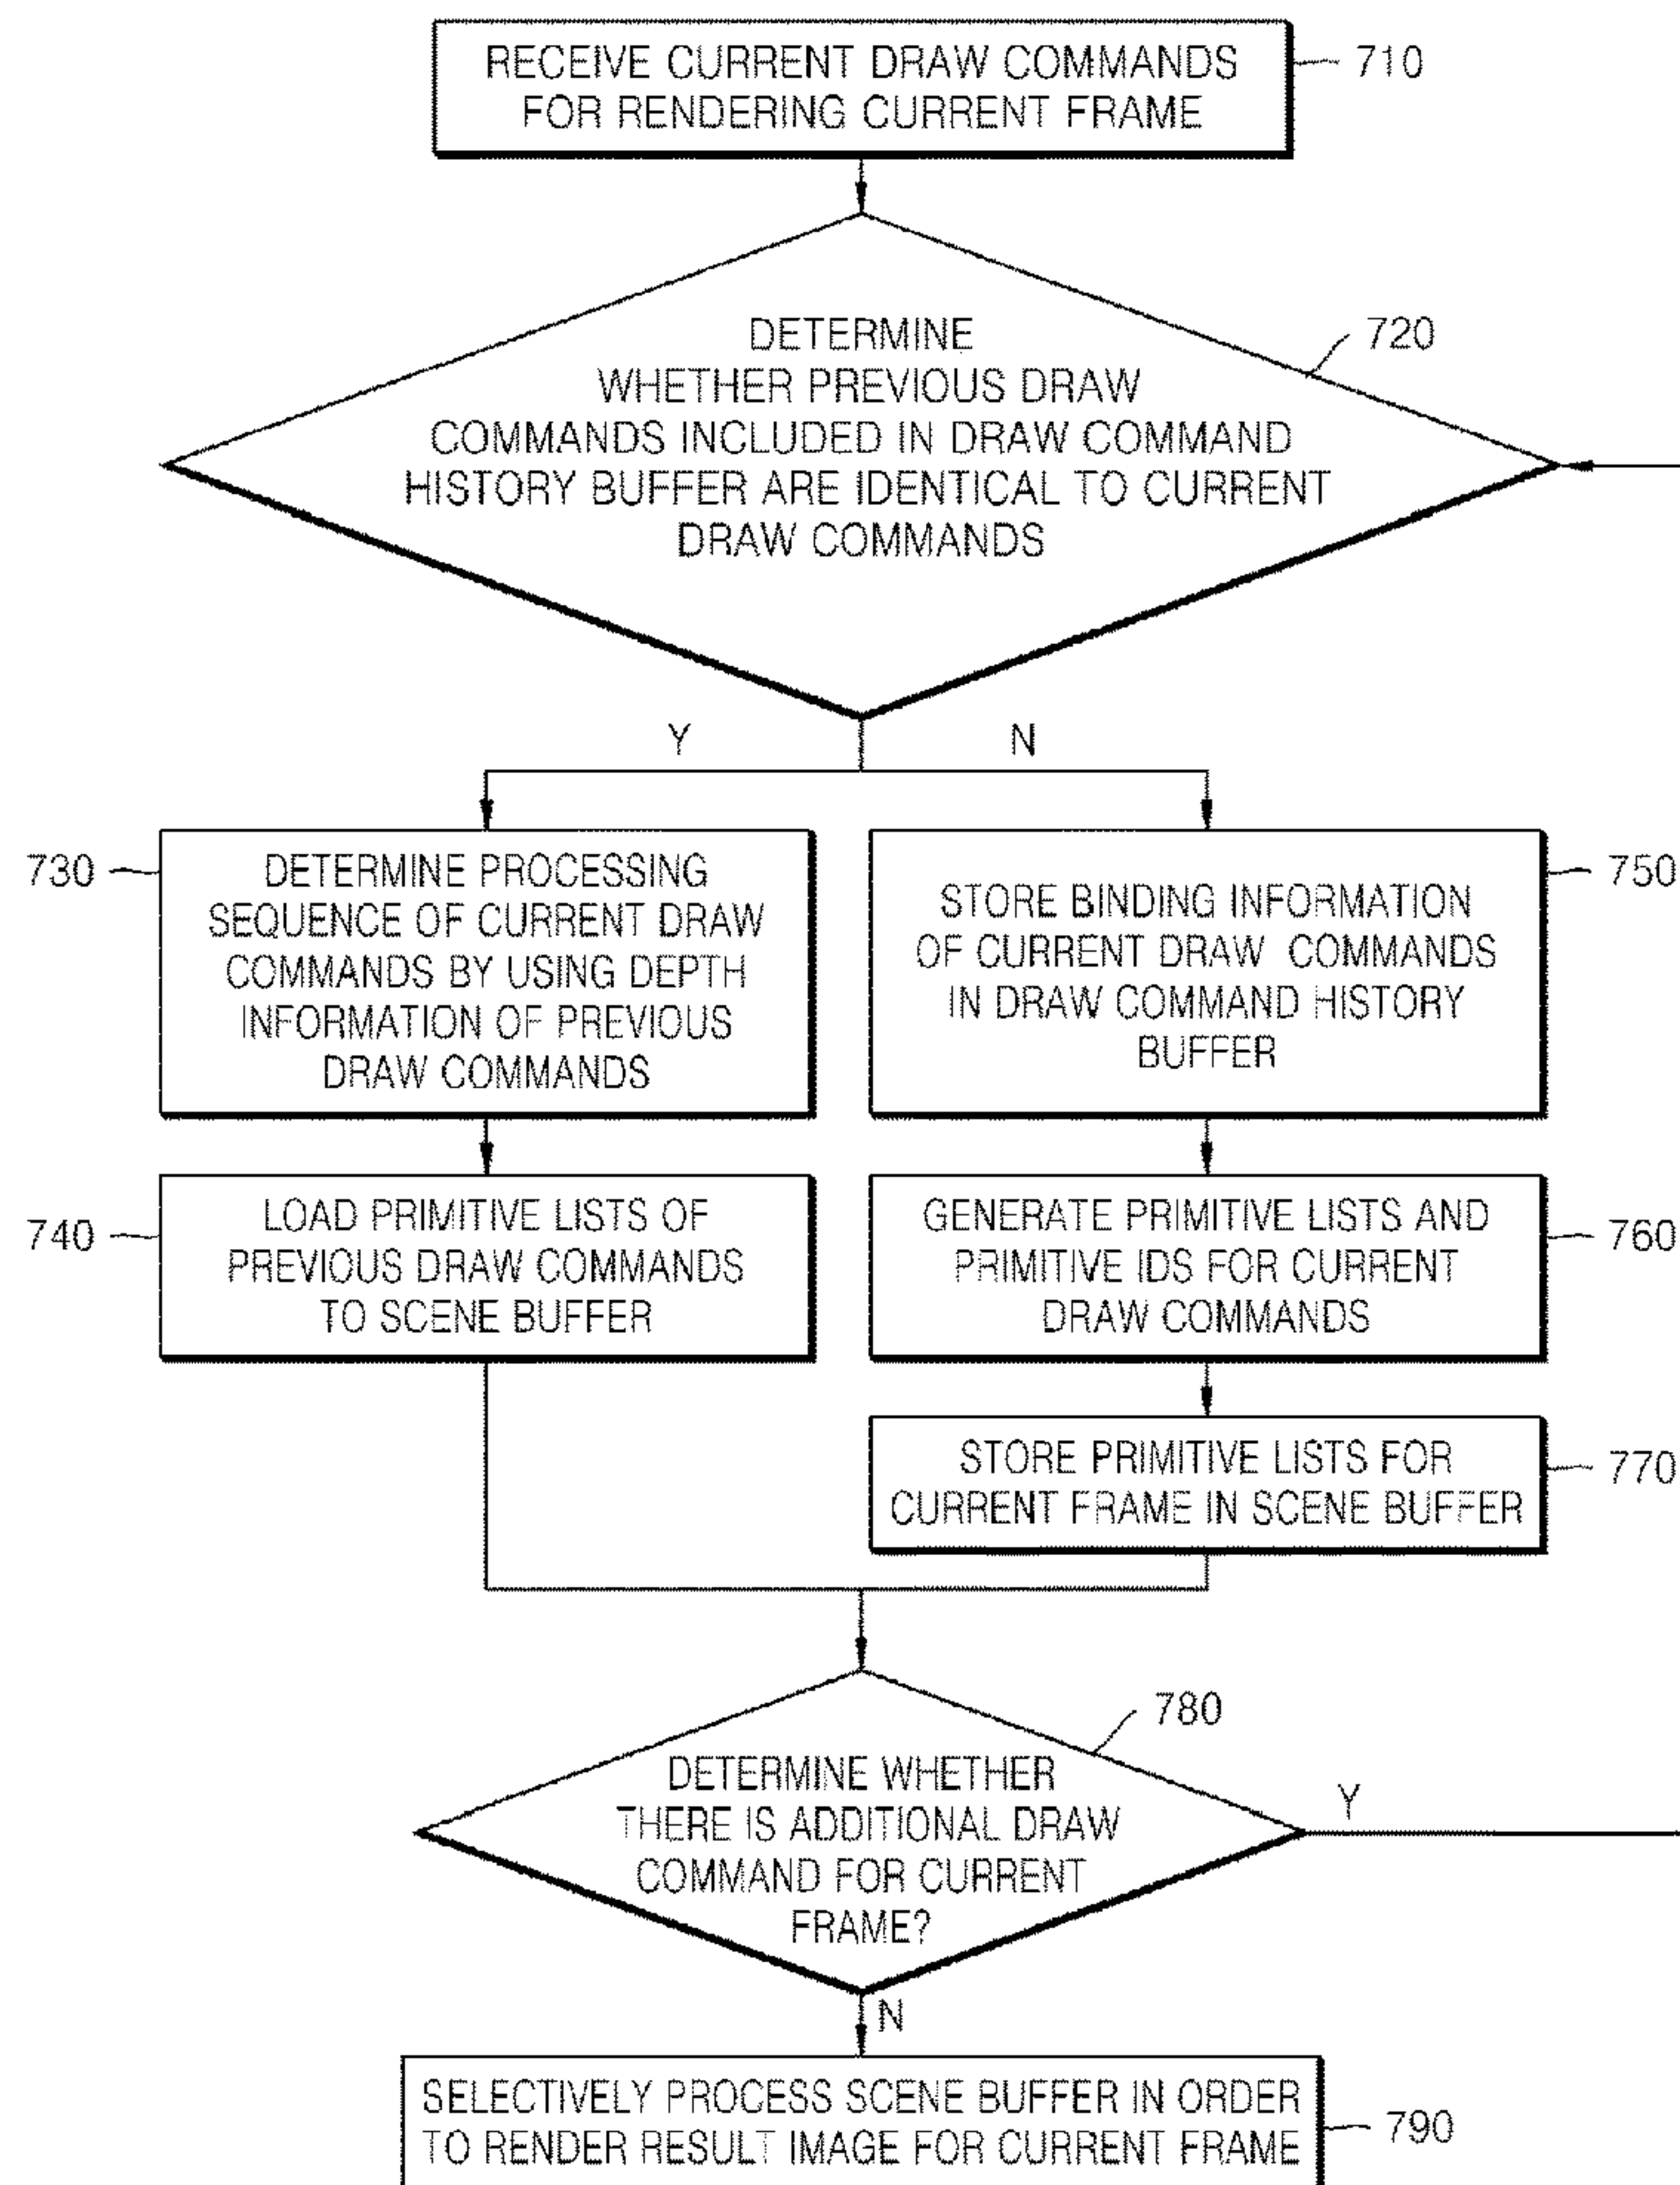 RECEIVE CURRENT DRAW COMMANDS
FOR RENDERING CURRENT FRAME
710
DETERMINE
WHETHER PREVIOUS DRAW
COMMANDS INCLUDED IN DRAW COMMAND
HISTORY BUFFER ARE IDENTICAL TO CURRENT
DRAW COMMANDS
720
Y
N
730
DETERMINE PROCESSING
SEQUENCE OF CURRENT DRAW
COMMANDS BY USING DEPTH
INFORMATION OF PREVIOUS
DRAW COMMANDS
STORE BINDING INFORMATION
OF CURRENT DRAW COMMANDS
IN DRAW COMMAND HISTORY
BUFFER
750
740
LOAD PRIMITIVE LISTS OF
PREVIOUS DRAW COMMANDS
TO SCENE BUFFER
GENERATE PRIMITIVE LISTS AND
PRIMITIVE IDS FOR CURRENT
DRAW COMMANDS
760
STORE PRIMITIVE LISTS FOR
CURRENT FRAME IN SCENE BUFFER
770
780
DETERMINE WHETHER
THERE IS ADDITIONAL DRAW
COMMAND FOR CURRENT
FRAME?
Y
N
SELECTIVELY PROCESS SCENE BUFFER IN ORDER
TO RENDER RESULT IMAGE FOR CURRENT FRAME
790